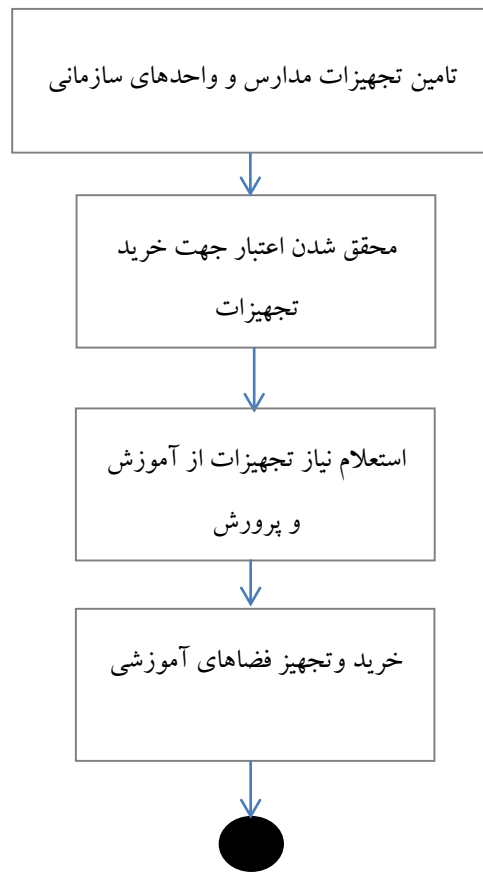 تامین تجهیزات مدارس و واحدهای سازمانی
محقق شدن اعتبار جهت خرید
تجهیزات
استعلام نیاز تجهیزات از آموزش
و پرورش
خرید وتجهیز فضاهای آموزشی